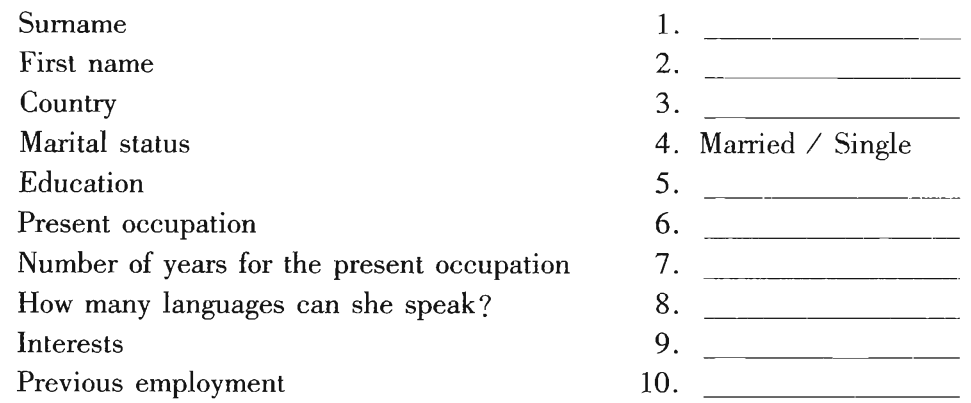 Surname 1. ____________
First name 2. ____________
Country 3. ____________
Marital status 4. Married / Single
Education 5. ____________
Present occupation 6. ____________
Number of years for the present occupation 7. ____________
How many languages can she speak? 8. ____________
Interests 9. ____________
Previous employment 10. ____________